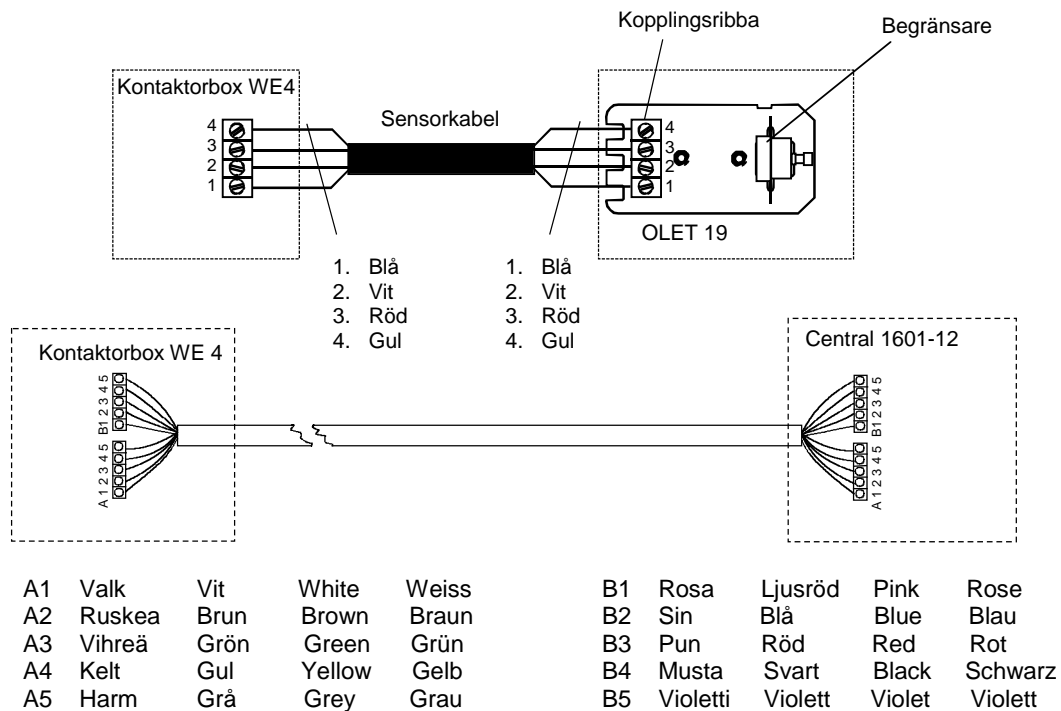 Kopplingsribba
Begränsare
Kontaktorbox WE4
Sensorkabel
4
3
2
1
4
3
2
1
OLET 19
1. Blå
2. Vit
3. Röd
4. Gul
1. Blå
2. Vit
3. Röd
4. Gul
Kontaktorbox WE 4
B1 2 3 4 5
A 1 2 3 4 5
Central 1601-12
B1 2 3 4 5
A 1 2 3 4 5
A1 Valk Vit White Weiss
A2 Ruskea Brun Brown Braun
A3 Vihreä Grön Green Grün
A4 Kelt Gul Yellow Gelb
A5 Harm Grå Grey Grau
B1 Rosa Ljusröd Pink Rose
B2 Sin Blå Blue Blau
B3 Pun Röd Red Rot
B4 Musta Svart Black Schwarz
B5 Violetti Violett Violet Violett